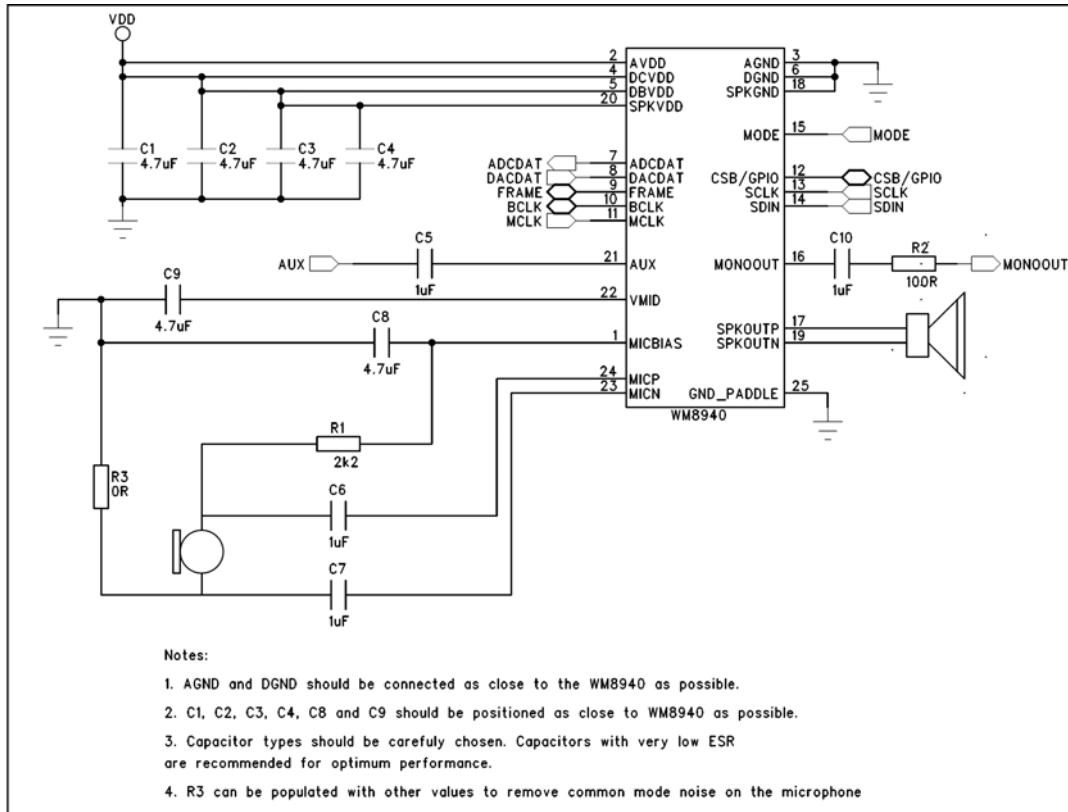 VDD
2 AVDD
4 DCVDD
5 DBVDD
20 SPKVDD
AGND 3
DGND 6
SPKGND 18
C1
4.7uF
C2
4.7uF
C3
4.7uF
C4
4.7uF
MODE 15 MODE
ADCDAT 7 ADCDAT
DACDAT 8 DACDAT
FRAME 9 FRAME
BCLK 10 BCLK
MCLK 11 MCLK
CSB/GPIO 12 CSB/GPIO
SCLK 13 SCLK
SDIN 14 SDIN
AUX
C5
1uF
21 AUX
MONOOUT 16
C10
1uF
R2
100R
MONOOUT
C9
4.7uF
22 VMID
C8
4.7uF
1 MICBIAS
SPKOUTP 17
SPKOUTN 19
24 MICP
23 MICN
GND_PADDLE 25
WM8940
R1
2k2
R3
0R
C6
1uF
C7
1uF
Notes:
1. AGND and DGND should be connected as close to the WM8940 as possible.
2. C1, C2, C3, C4, C8 and C9 should be positioned as close to WM8940 as possible.
3. Capacitor types should be carefuly chosen. Capacitors with very low ESR
are recommended for optimum performance.
4. R3 can be populated with other values to remove common mode noise on the microphone